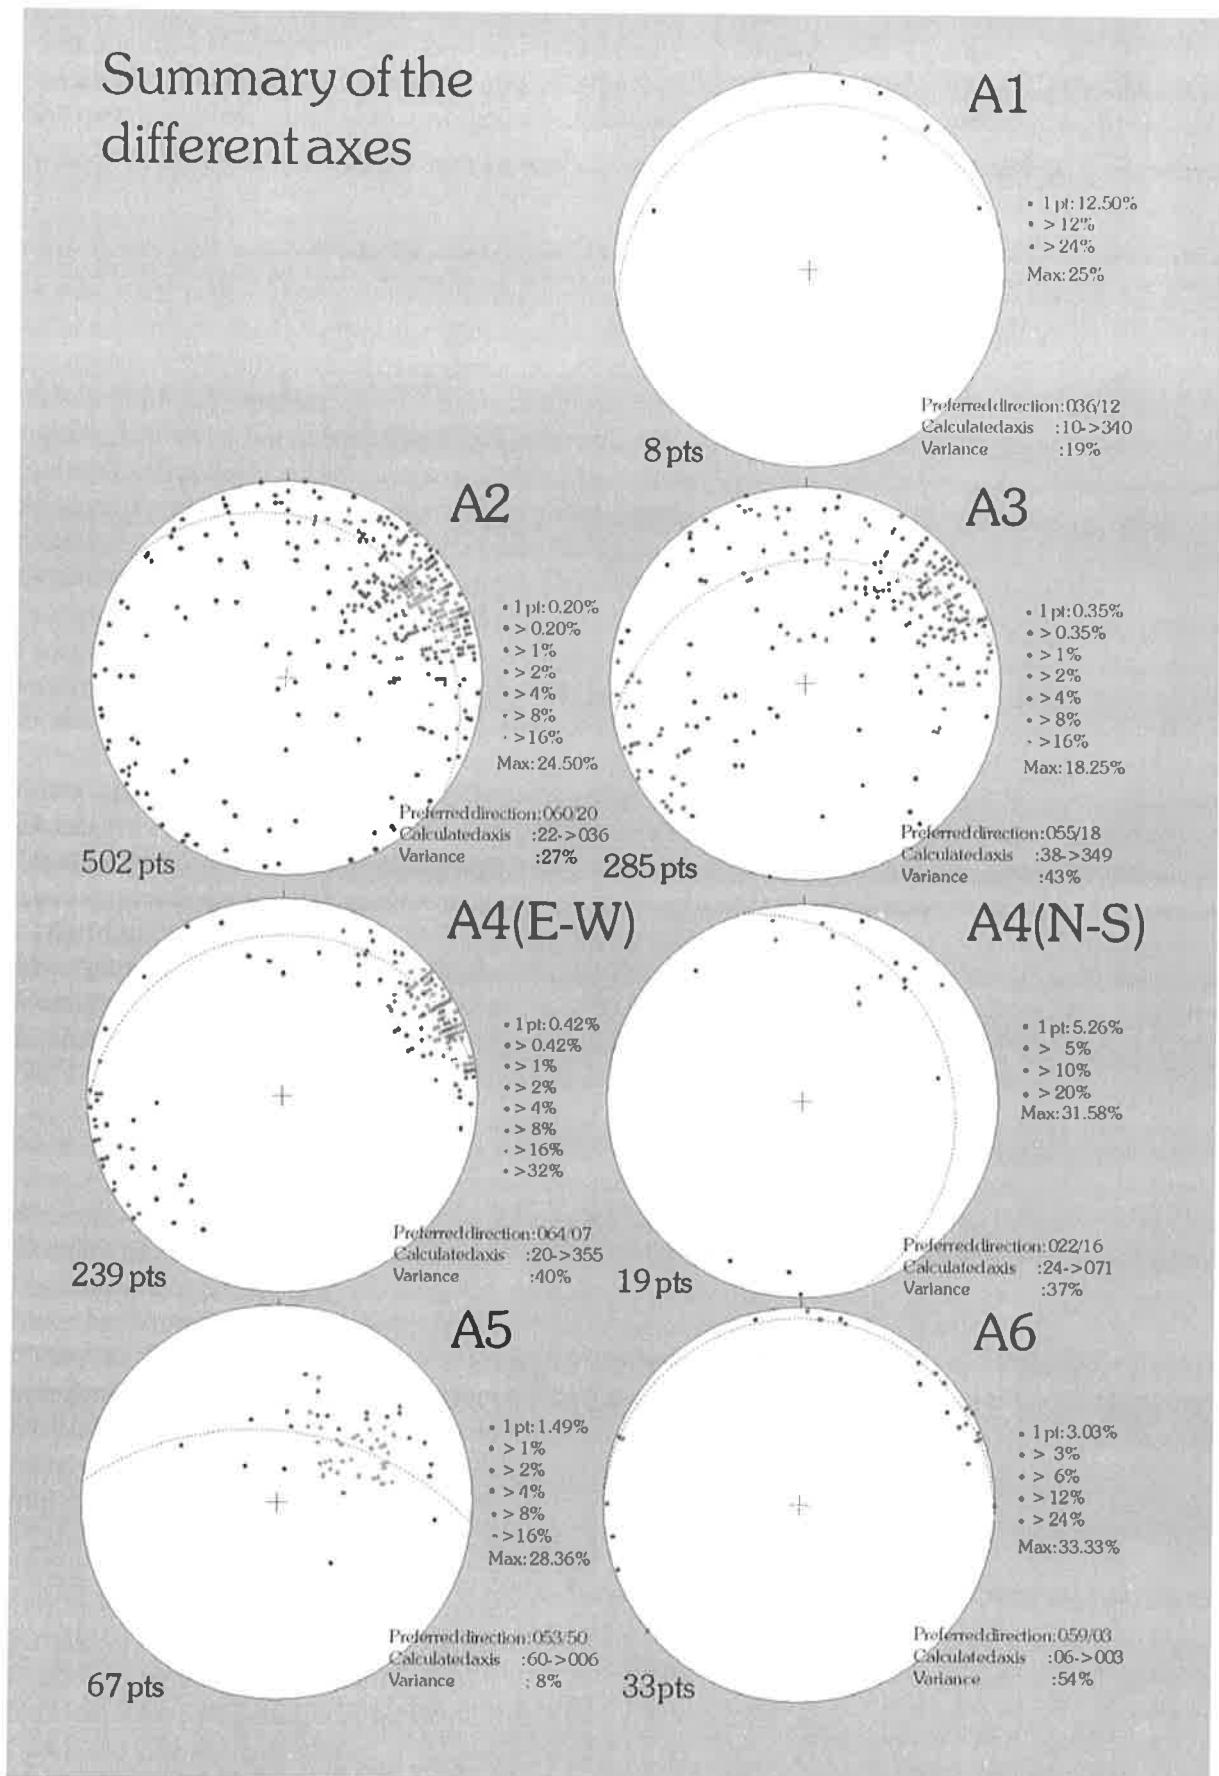 Summary of the
different axes
A1
• 1 pt: 12.50%
• > 12%
• > 24%
Max: 25%
Preferred direction: 036/12
Calculated axis : 10->340
Variance : 19%
8 pts
A2
• 1 pt: 0.20%
• > 0.20%
• > 1%
• > 2%
• > 4%
• > 8%
• > 16%
Max: 24.50%
Preferred direction: 060/20
Calculated axis : 22->036
Variance : 27%
502 pts
A3
• 1 pt: 0.35%
• > 0.35%
• > 1%
• > 2%
• > 4%
• > 8%
• > 16%
Max: 18.25%
Preferred direction: 055/18
Calculated axis : 38->349
Variance : 43%
285 pts
A4(E-W)
• 1 pt: 0.42%
• > 0.42%
• > 1%
• > 2%
• > 4%
• > 8%
• > 16%
• > 32%
Preferred direction: 064/07
Calculated axis : 20->355
Variance : 40%
239 pts
A4(N-S)
• 1 pt: 5.26%
• > 5%
• > 10%
• > 20%
Max: 31.58%
Preferred direction: 022/16
Calculated axis : 24->071
Variance : 37%
19 pts
A5
• 1 pt: 1.49%
• > 1%
• > 2%
• > 4%
• > 8%
• > 16%
Max: 28.36%
Preferred direction: 053/50
Calculated axis : 60->006
Variance : 8%
67 pts
A6
• 1 pt: 3.03%
• > 3%
• > 6%
• > 12%
• > 24%
Max: 33.33%
Preferred direction: 059/03
Calculated axis : 06->003
Variance : 54%
33 pts